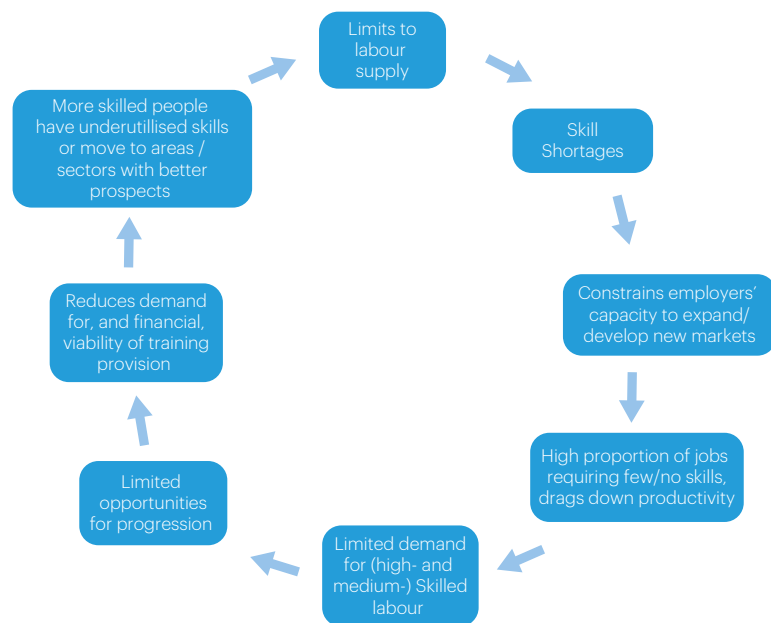 Limits to
labour
supply
Skill
Shortages
Constrains employers’
capacity to expand/
develop new markets
High proportion of jobs
requiring few/no skills,
drags down productivity
Limited demand
for (high- and
medium-) Skilled
labour
Limited
opportunities
for progression
Reduces demand
for, and financial,
viability of training
provision
More skilled people
have underutillised skills
or move to areas /
sectors with better
prospects